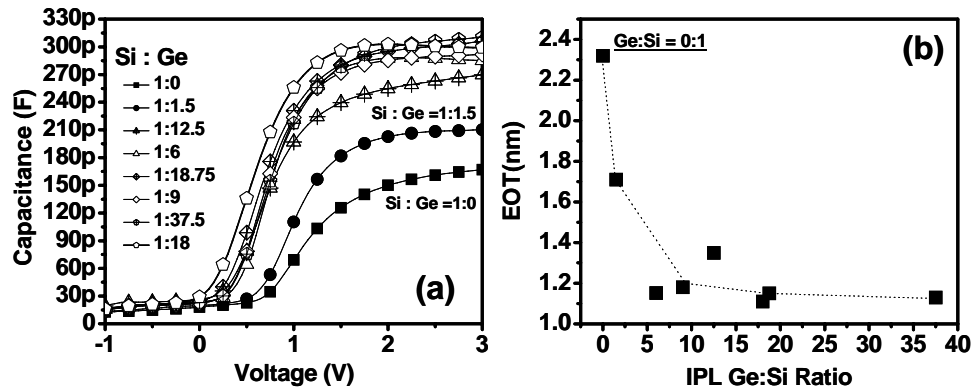 330p
300p
270p
240p
210p
180p
150p
120p
90p
60p
30p
0
Capacitance (F)
Si : Ge
1:0
1:1.5
1:12.5
1:6
1:18.75
1:9
1:37.5
1:18
Si : Ge =1:1.5
Si : Ge =1:0
(a)
-1 0 1 2 3
Voltage (V)
2.4
2.2
2.0
1.8
1.6
1.4
1.2
1.0
EOT(nm)
Ge:Si = 0:1
(b)
0 5 10 15 20 25 30 35 40
IPL Ge:Si Ratio